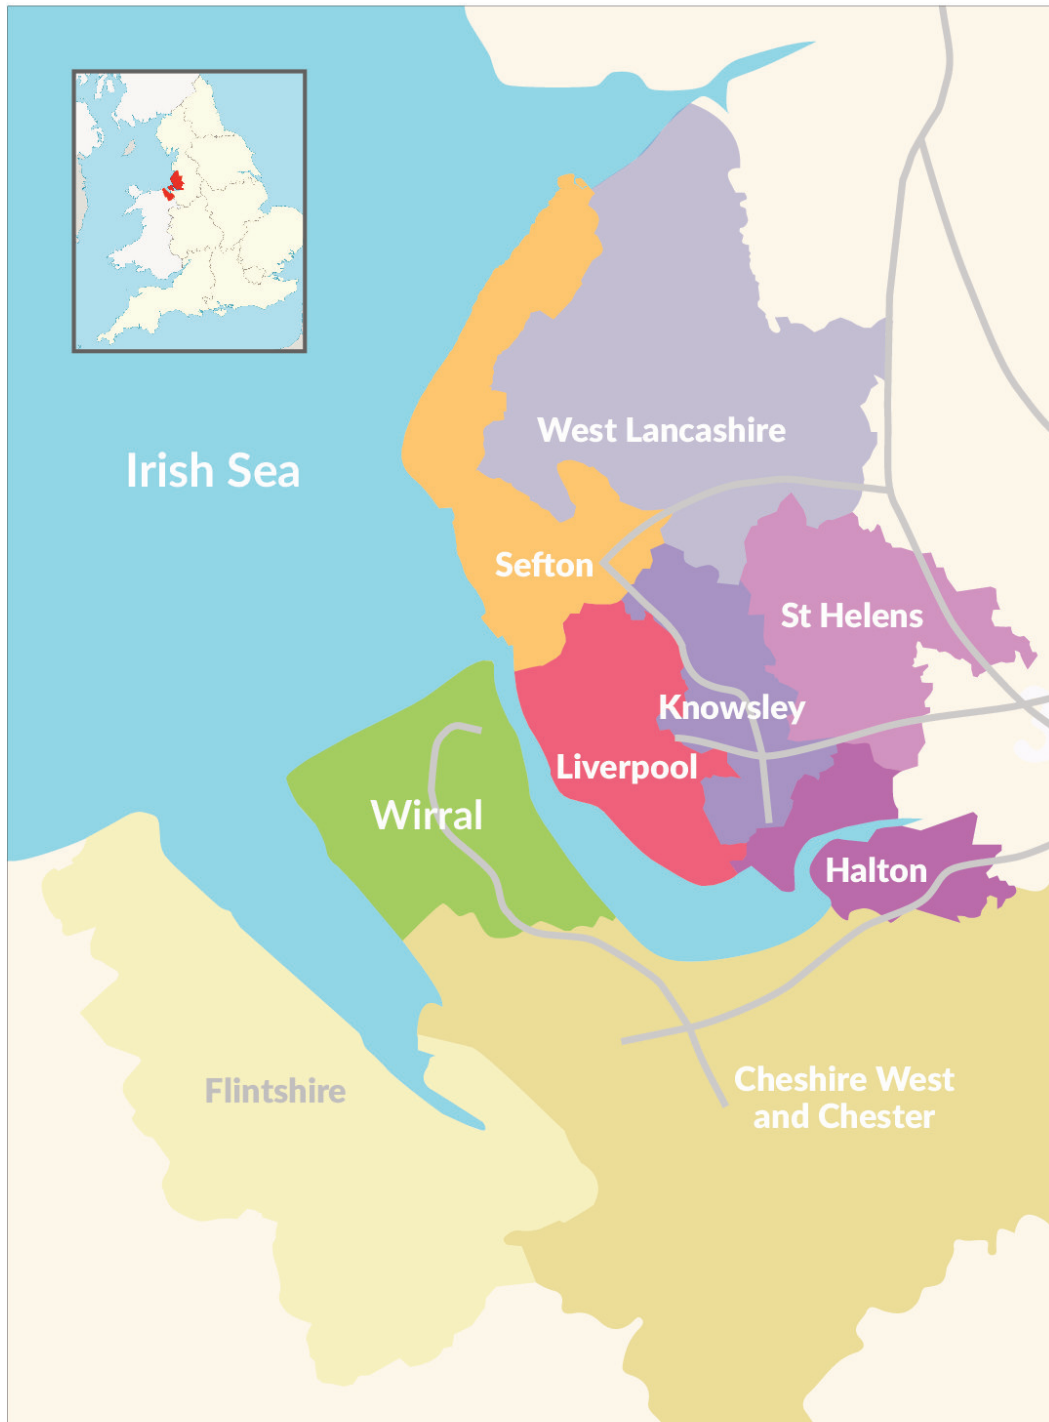 Irish Sea
West Lancashire
Sefton
St Helens
Knowsley
Liverpool
Wirral
Halton
Flintshire
Cheshire West
and Chester